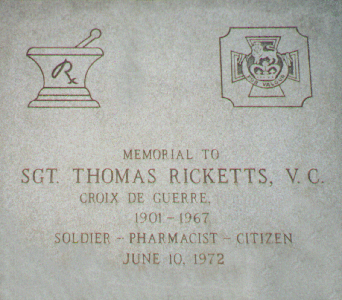 Rx
MEMORIAL TO
SGT. THOMAS RICKETTS, V. C.
CROIX DE GUERRE,
1901 - 1967
SOLDIER - PHARMACIST - CITIZEN
JUNE 10, 1972